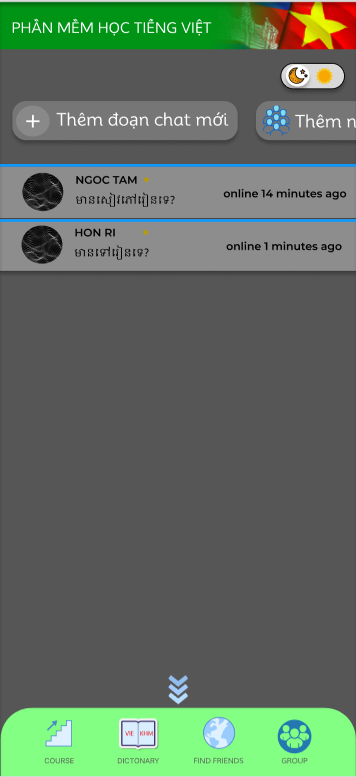 PHẦN MỀM HỌC TIẾNG VIỆT
Thêm đoạn chat mới
Thêm n
NGOC TAM
online 14 minutes ago
មានសៀវភៅរៀនទេ?
HON RI
online 1 minutes ago
មានទៅរៀនទេ?
VIE KHM
COURSE
DICTONARY
FIND FRIENDS
GROUP